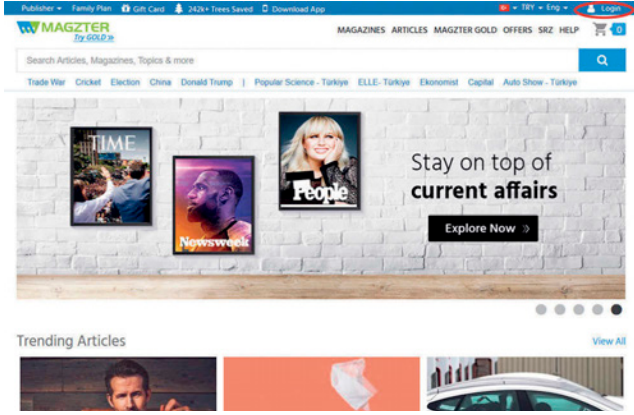 Publisher Family Plan Gift Card 242k+ Trees Saved Download App TRY Eng Login
MAGZTER
Try GOLD »
MAGAZINES ARTICLES MAGZTER GOLD OFFERS SRZ HELP 0
Search Articles, Magazines, Topics & more
Trade War Cricket Election China Donald Trump | Popular Science - Türkiye ELLE- Türkiye Ekonomist Capital Auto Show - Türkiye
TIME
Newsweek
People
Stay on top of
current affairs
Explore Now »
Trending Articles View All